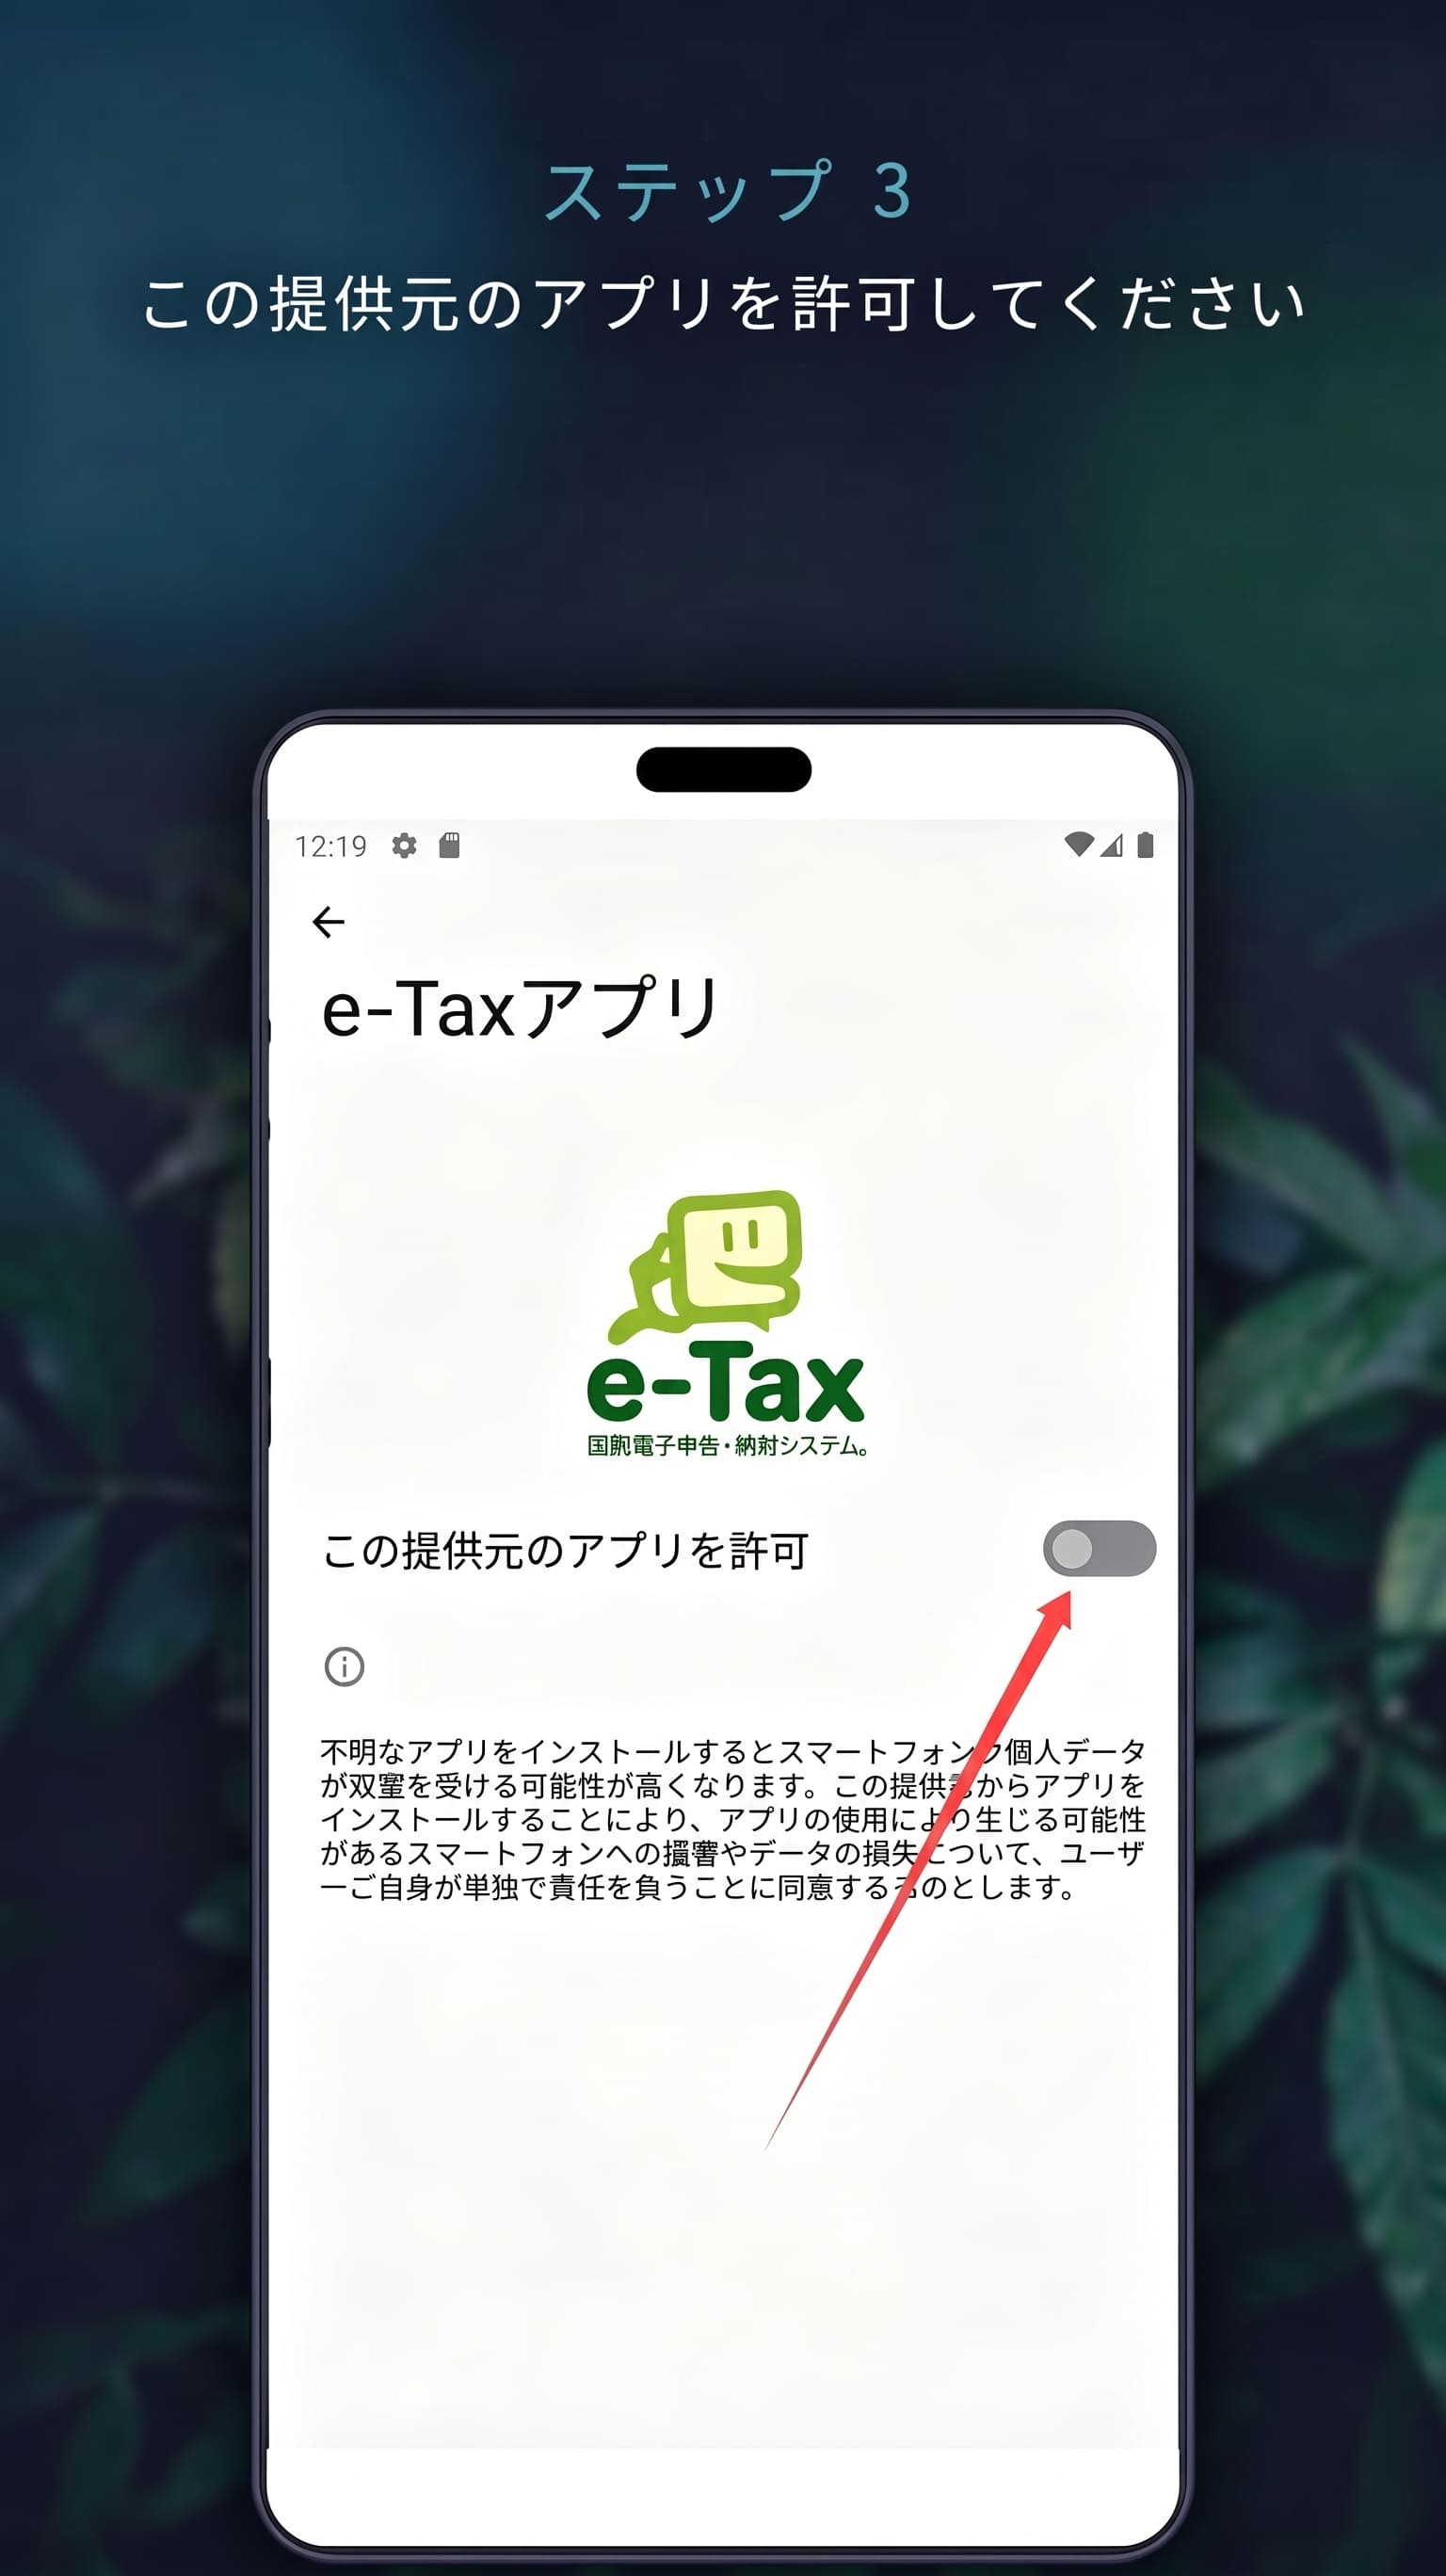 ステップ 3
この提供元のアプリを許可してください
12:19
e-Taxアプリ
e-Tax
電子申告・納システム。
この提供元のアプリを許可
不明なアプリをインストールするとスマートフォン個人データ
が双を受ける可能性が高くなります。この提供からアプリを
インストールすることにより、アプリの使用により生じる可能性
があるスマートフォンへのやデータの損失について、ユーザ
ーご自身が単独で責任を負うことに同意するものとします。